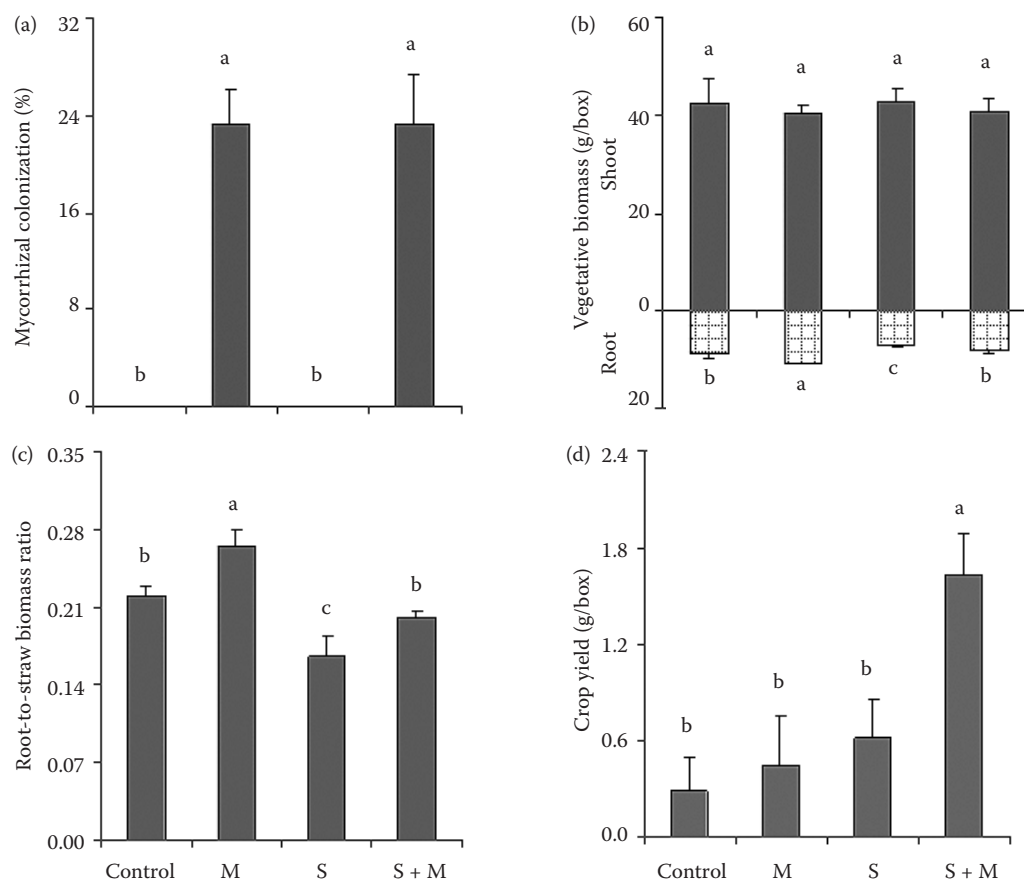 (a)
Mycorrhizal colonization (%)
32
24
16
8
0
b
a
b
a
(b)
Vegetative biomass (g/box)
Shoot
Root
60
40
20
0
20
a
a
a
a
b
a
c
b
(c)
Root-to-straw biomass ratio
0.35
0.28
0.21
0.14
0.07
0.00
b
a
c
b
Control
M
S
S + M
(d)
Crop yield (g/box)
2.4
1.8
1.2
0.6
0.0
b
b
b
a
Control
M
S
S + M